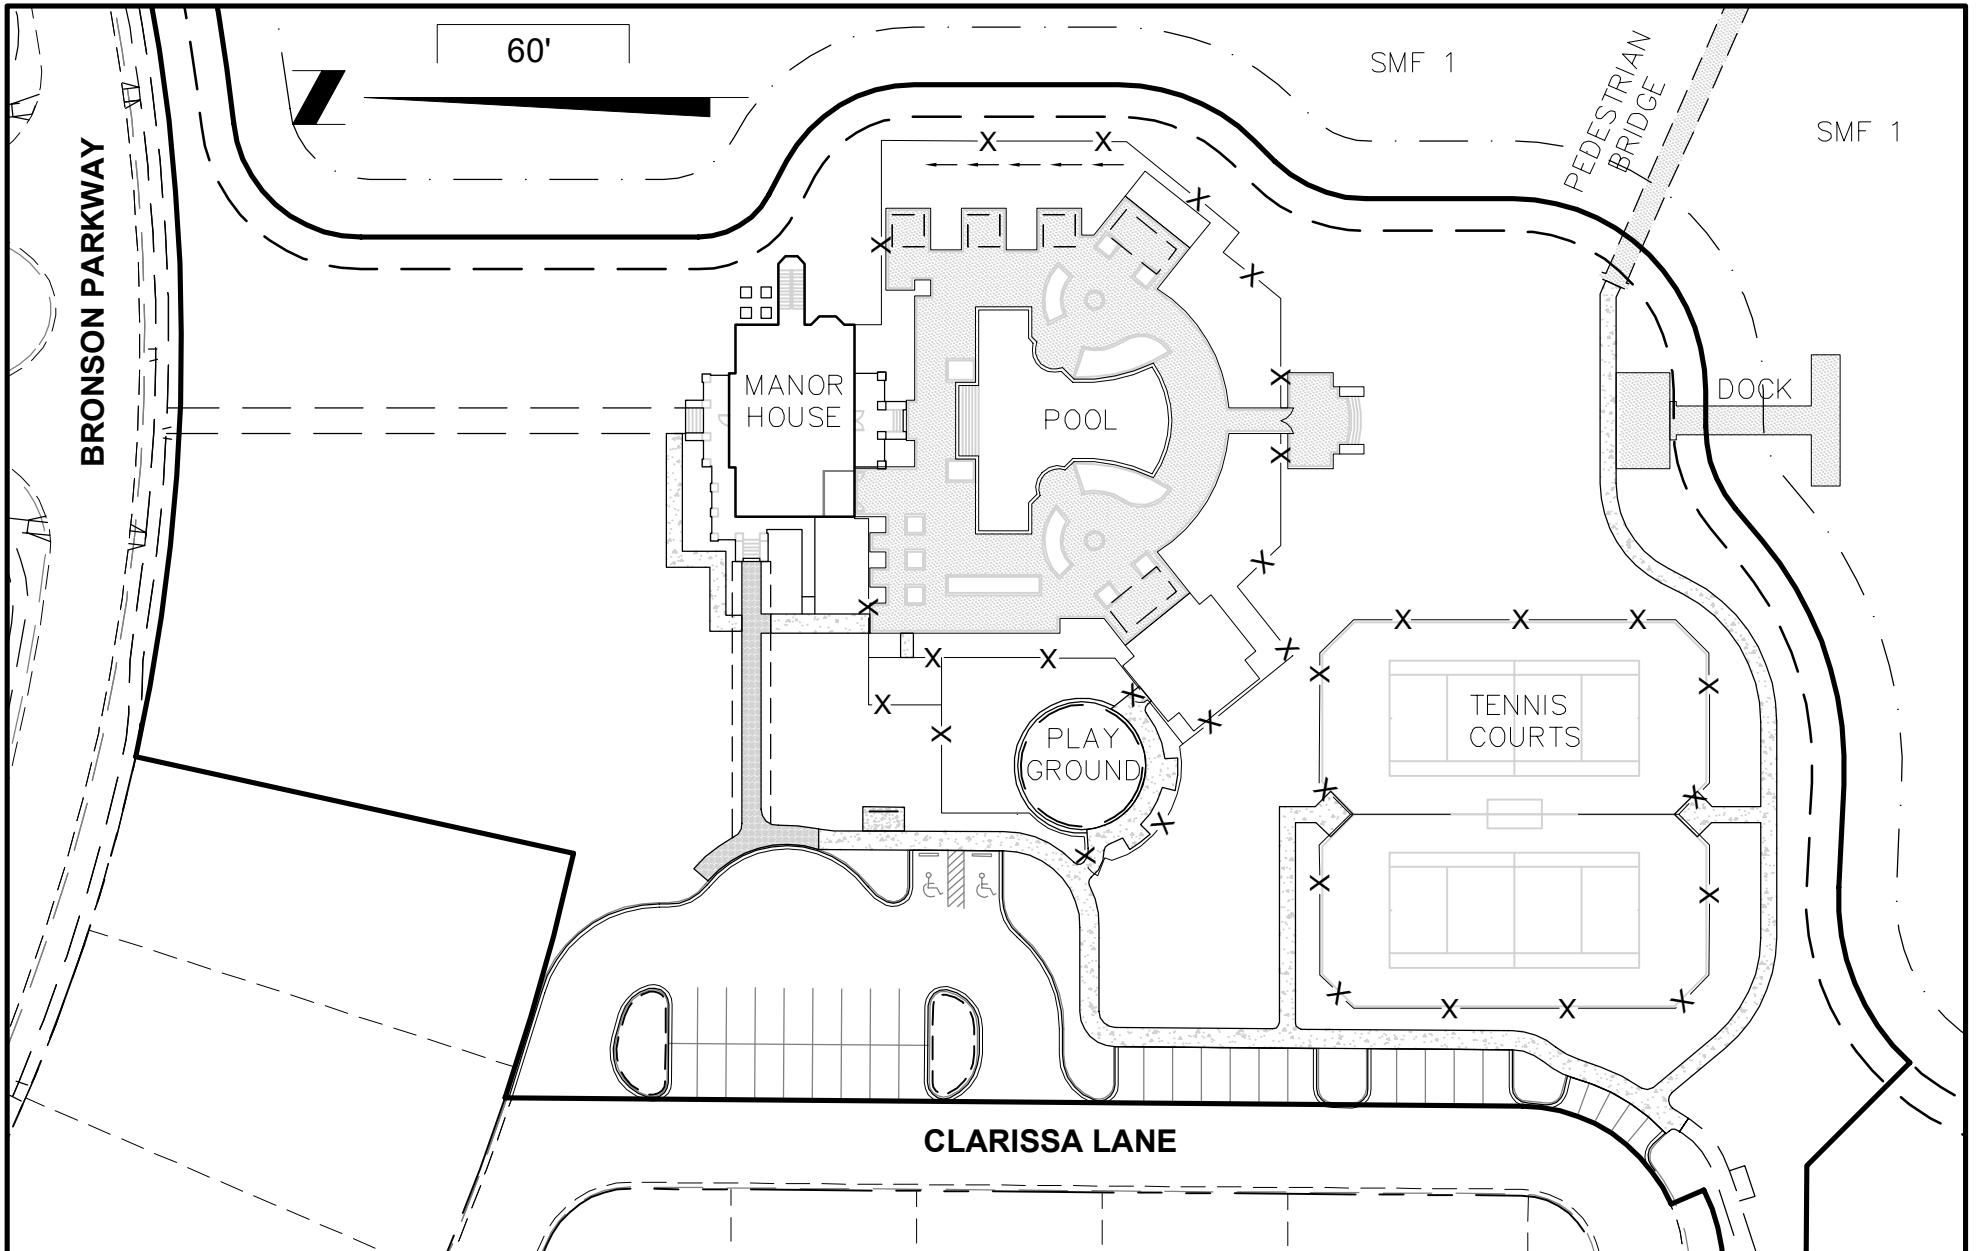 60'
SMF 1
SMF 1
PEDESTRIAN
BRIDGE
BRONSON PARKWAY
MANOR
HOUSE
POOL
DOCK
TENNIS
COURTS
PLAY
GROUND
CLARISSA LANE